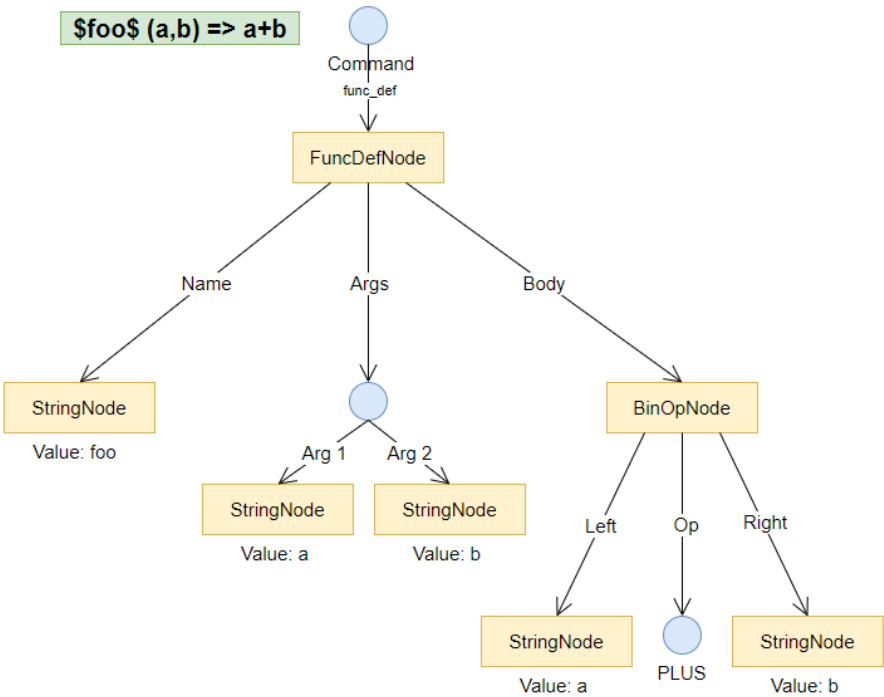 $foo$ (a,b) => a+b
Command
func_def
FuncDefNode
Name
Args
Body
StringNode
Value: foo
BinOpNode
Arg 1
Arg 2
StringNode
Value: a
StringNode
Value: b
Left
Op
Right
StringNode
Value: a
PLUS
StringNode
Value: b